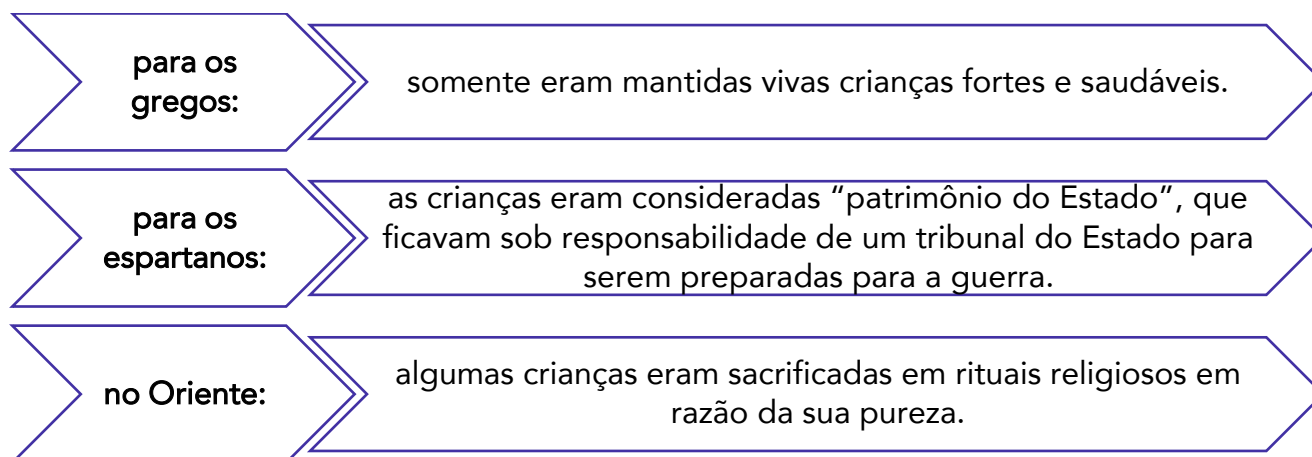 para os
gregos:
somente eram mantidas vivas crianças fortes e saudáveis.
para os
espartanos:
as crianças eram consideradas “patrimônio do Estado”, que
ficavam sob responsabilidade de um tribunal do Estado para
serem preparadas para a guerra.
no Oriente:
algumas crianças eram sacrificadas em rituais religiosos em
razão da sua pureza.